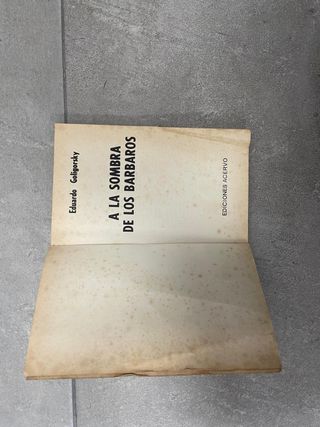 Eduardo Goligorsky
A LA SOMBRA
DE LOS BARBAROS
EDICIONES ACERVO